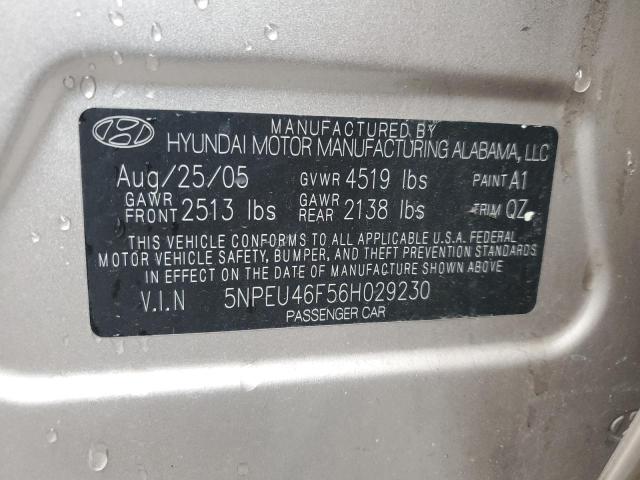 MANUFACTURED BY
HYUNDAI MOTOR MANUFACTURING ALABAMA, LLC
Aug/25/05 GVWR 4519 lbs PAINT A1
GAWR FRONT 2513 lbs GAWR REAR 2138 lbs TRIM QZ
THIS VEHICLE CONFORMS TO ALL APPLICABLE U.S.A. FEDERAL
MOTOR VEHICLE SAFETY, BUMPER, AND THEFT PREVENTION
STANDARDS IN EFFECT ON THE DATE OF MANUFACTURE SHOWN ABOVE
V.I.N 5NPEU46F56H029230
PASSENGER CAR